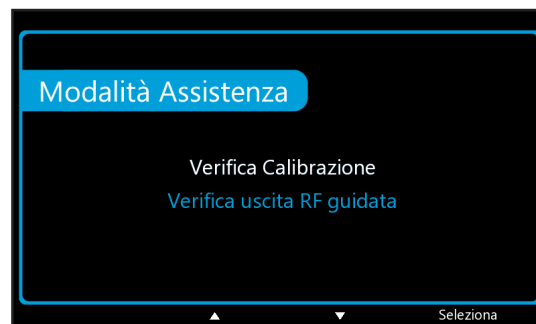 Modalità Assistenza
Verifica Calibrazione
Verifica uscita RF guidata
Seleziona